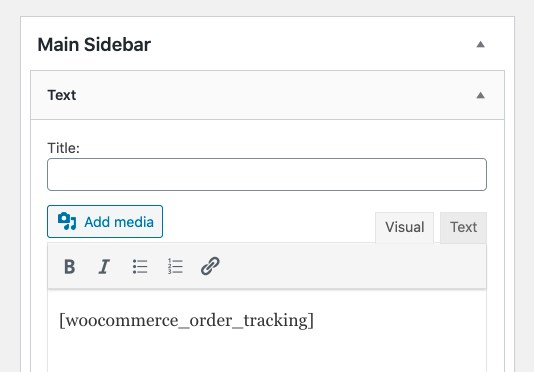 Main Sidebar
Text
Title:
Add media
Visual Text
B I
[woocommerce_order_tracking]